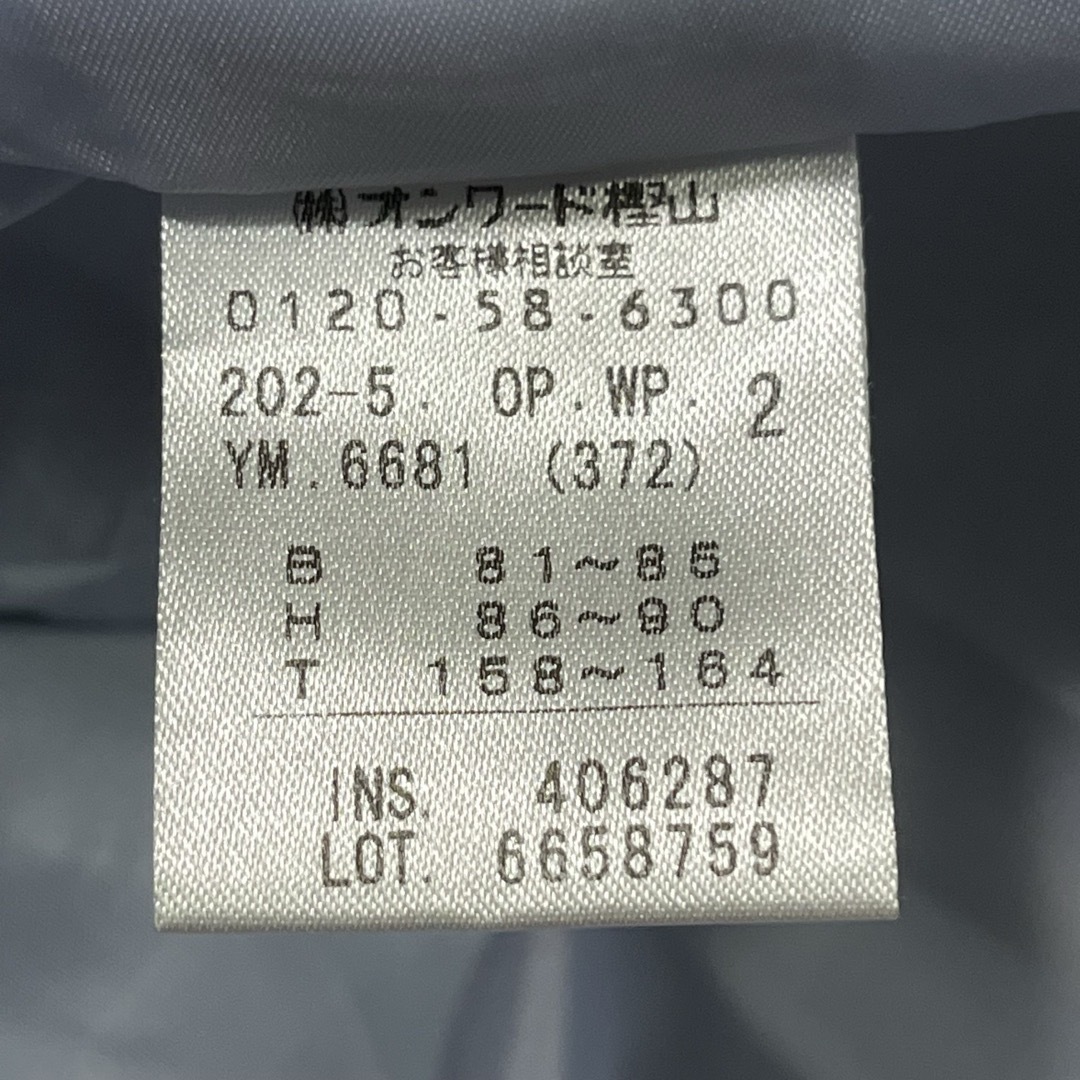 (株)オンワード樫山
お客様相談室
0120-58-6300
202-5. OP.WP. 2
YM.6681 (372)
B 81~85
H 86~90
T 158~164
INS. 406287
LOT. 6658759